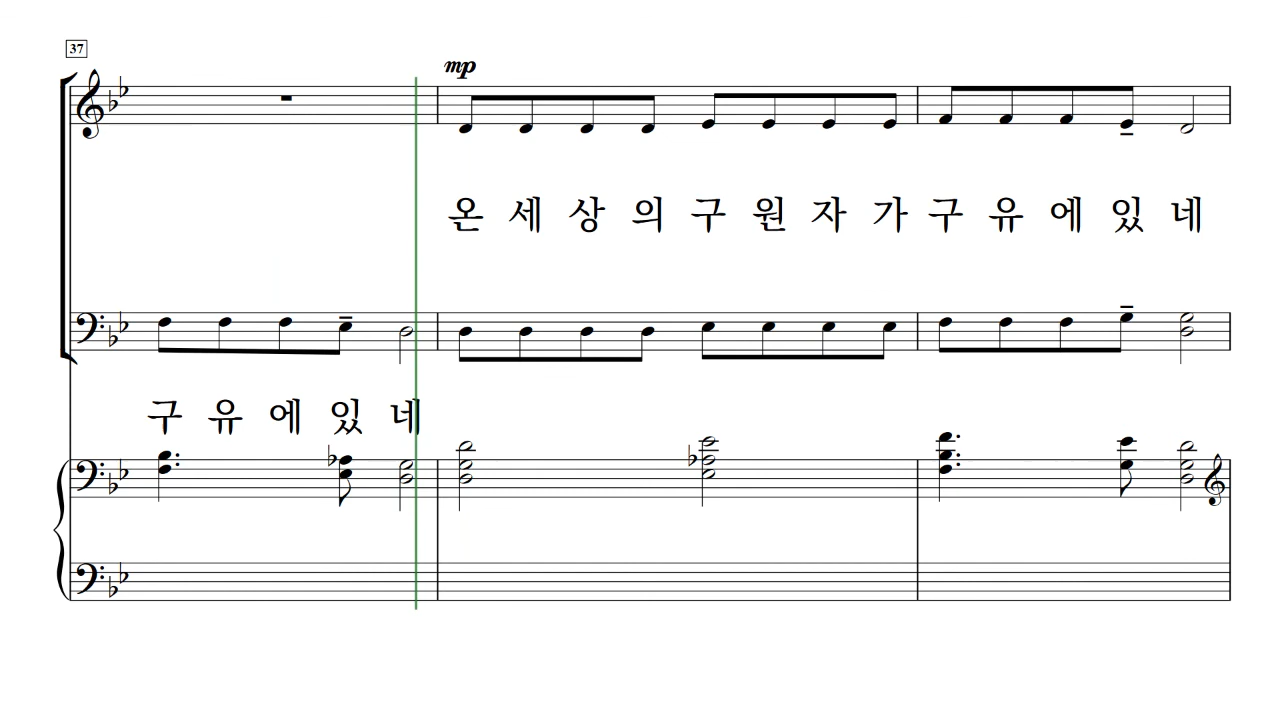 37
mp
온 세 상 의 구 원 자 가 구 유 에 있 네
구 유 에 있 네